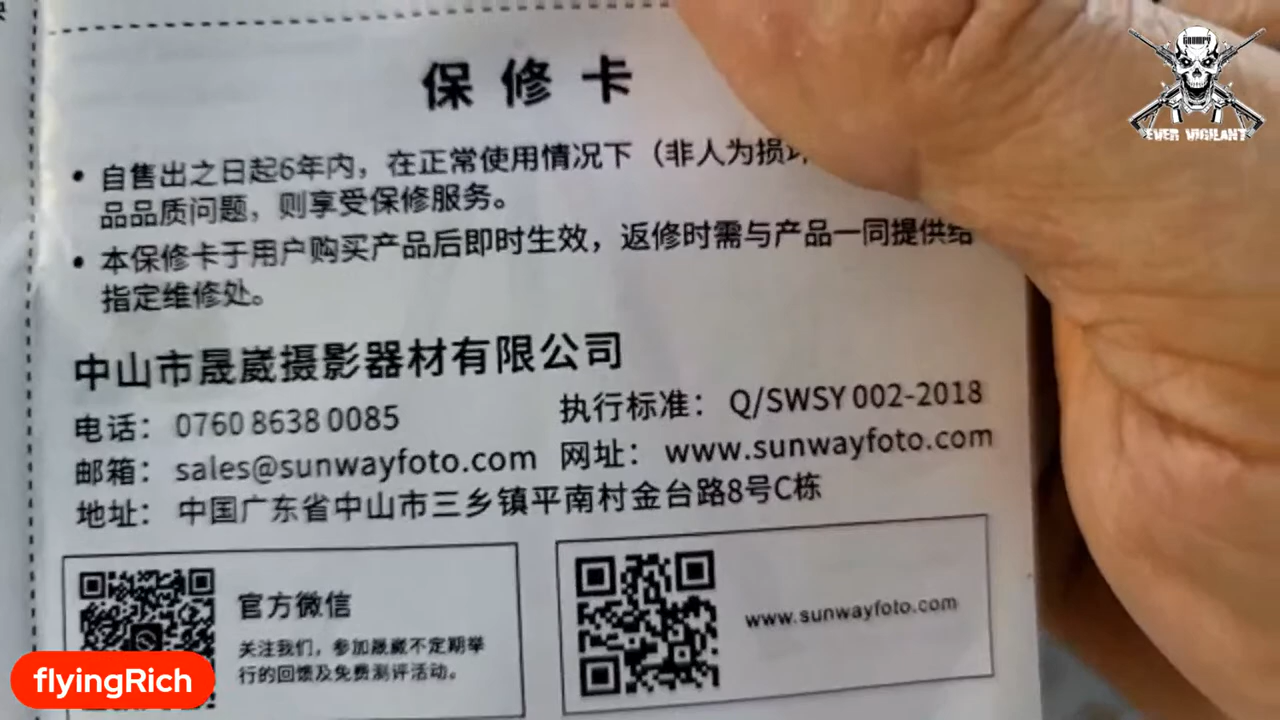 保修卡
• 自售出之日起6年内，在正常使用情况下（非人为损坏
品品质问题，则享受保修服务。
• 本保修卡于用户购买产品后即时生效，返修时需与产品一同提供给
指定维修处。
中山市晟崴摄影器材有限公司
电话： 0760 8638 0085 执行标准： Q/SWSY 002-2018
邮箱： sales@sunwayfoto.com 网址： www.sunwayfoto.com
地址： 中国广东省中山市三乡镇平南村金台路8号C栋
官方微信
关注我们，参加晟崴不定期举
行的回馈及免费测评活动。
www.sunwayfoto.com
flyingRich
Grumpy
EVER VIGILANT